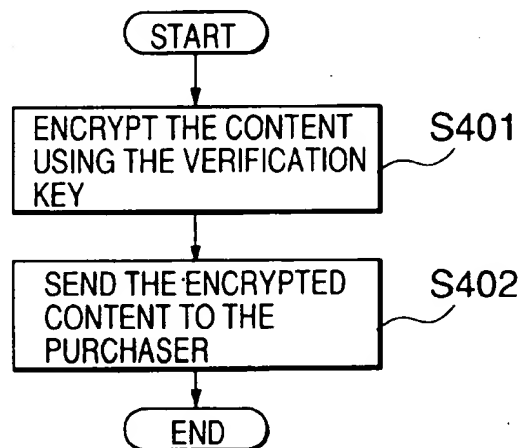 START
ENCRYPT THE CONTENT
USING THE VERIFICATION
KEY
S401
SEND THE ENCRYPTED
CONTENT TO THE
PURCHASER
S402
END